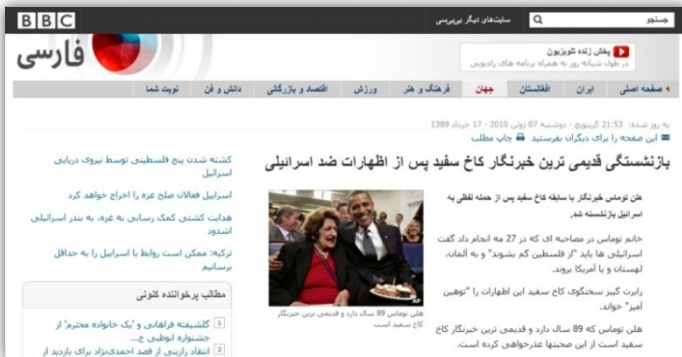 BBC
سایت‌های دیگر بی‌بی‌سی
جستجو
فارسی
پخش زنده تلویزیون
در طول شبانه روز به همراه برنامه های رادیویی
صفحه اصلی
ایران
افغانستان
جهان
فرهنگ و هنر
ورزش
اقتصاد و بازرگانی
دانش و فن
نوبت شما
به روز شده: 21:53 گرینویچ - دوشنبه 07 ژوئن 2010 - 17 خرداد 1389
این صفحه را برای دیگران بفرستید چاپ مطلب
بازنشستگی قدیمی ترین خبرنگار کاخ سفید پس از اظهارات ضد اسرائیلی
هلن توماس خبرنگار با سابقه کاخ سفید پس از حمله لفظی به
اسرائیل بازنشسته شد.
خانم توماس در مصاحبه ای که در 27 مه انجام داد گفت
اسرائیلی ها باید "از فلسطین گم بشوند" و به آلمان،
لهستان و یا آمریکا بروند.
رابرت گیبز سخنگوی کاخ سفید این اظهارات را "توهین
آمیز" خواند.
هلن توماس که 89 سال دارد و قدیمی ترین خبرنگار کاخ
سفید است از این صحبتها عذرخواهی کرده است.
AP
هلن توماس 89 سال دارد و قدیمی ترین خبرنگار
کاخ سفید است
کشته شدن پنج فلسطینی توسط نیروی دریایی
اسرائیل
اسراییل فعالان صلح غزه را اخراج خواهد کرد
هدایت کشتی کمک رسانی به غزه، به بندر اسرائیلی
اشدود
ترکیه: ممکن است روابط با اسراییل را به حداقل
برسانیم
مطالب پرخواننده کنونی
1 گلشیفته فراهانی و 'یک خانواده محترم' از
جشنواره ابوظبی ج...
2 انتقاد زارینی از قصد احمدی‌نژاد برای بازدید از